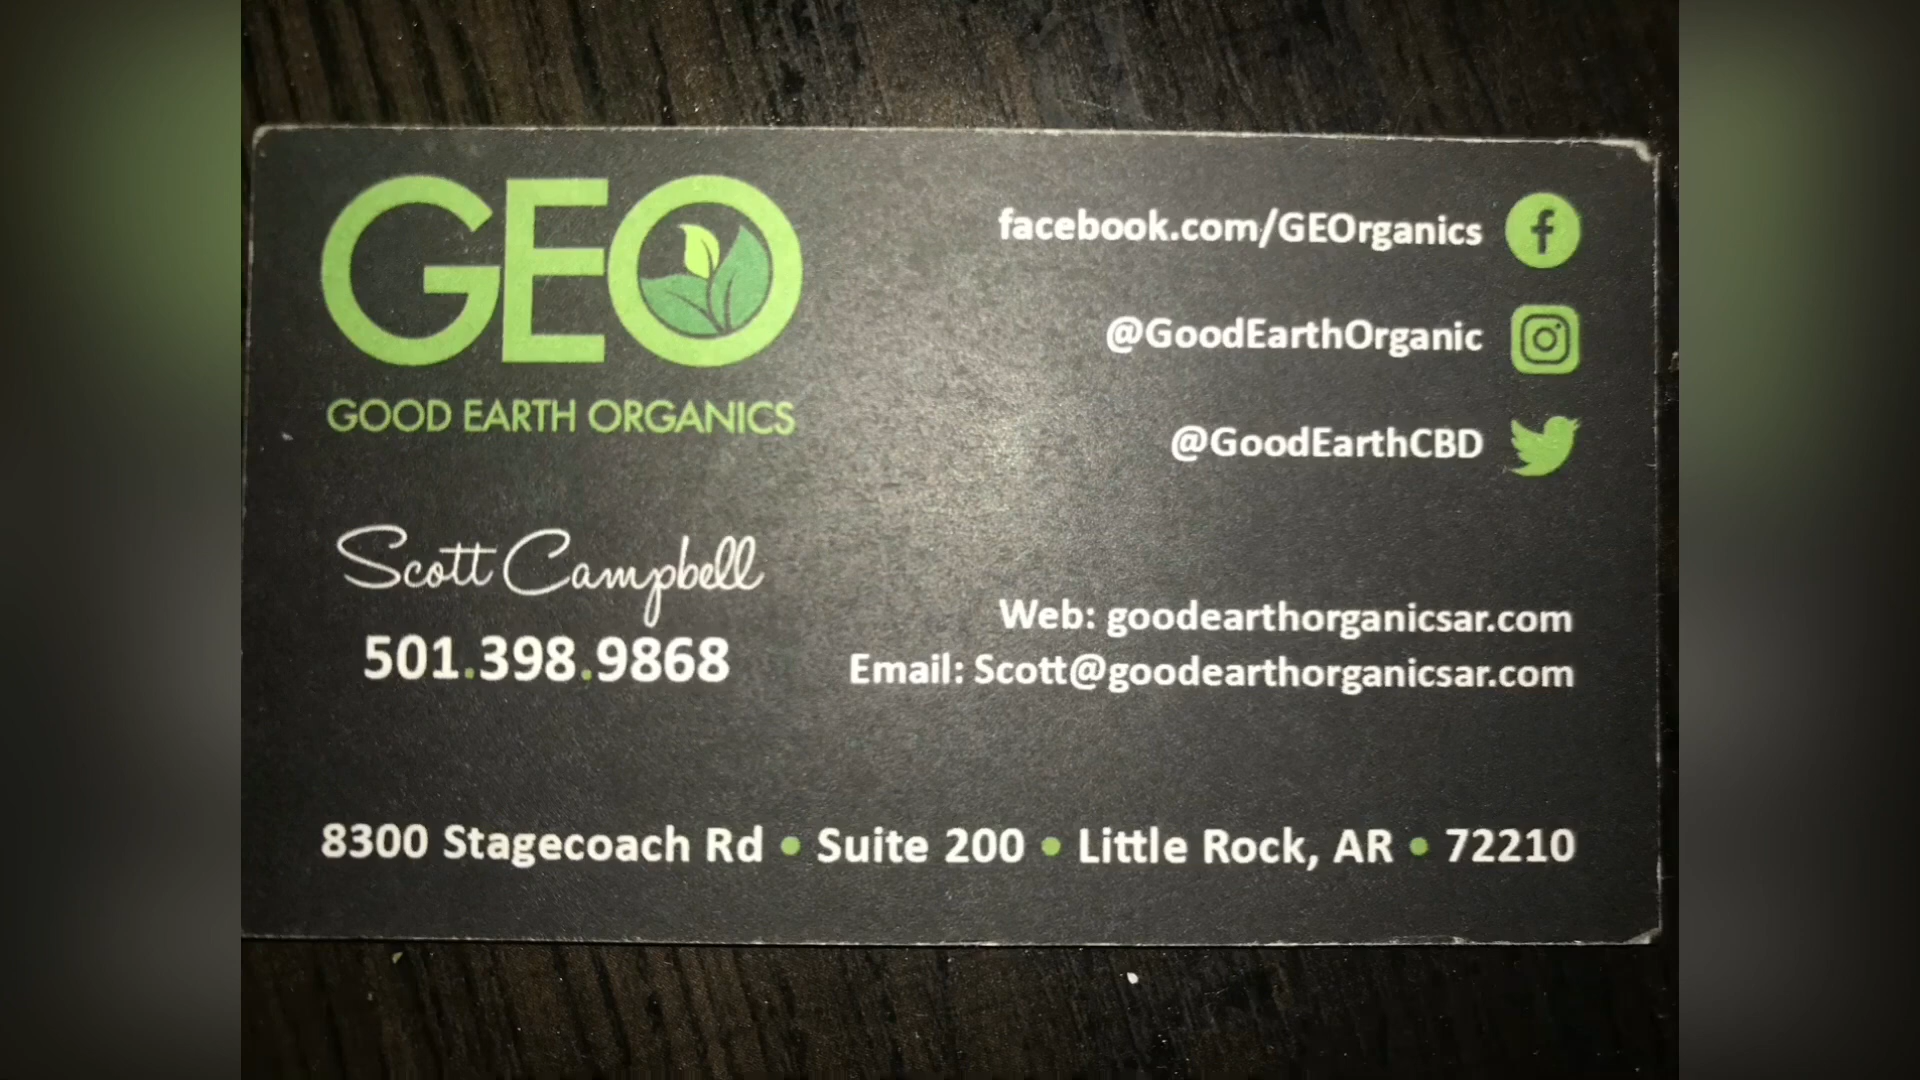 GEO
GOOD EARTH ORGANICS
Scott Campbell
501.398.9868
facebook.com/GEOrganics
@GoodEarthOrganic
@GoodEarthCBD
Web: goodearthorganicsar.com
Email: Scott@goodearthorganicsar.com
8300 Stagecoach Rd • Suite 200 • Little Rock, AR • 72210